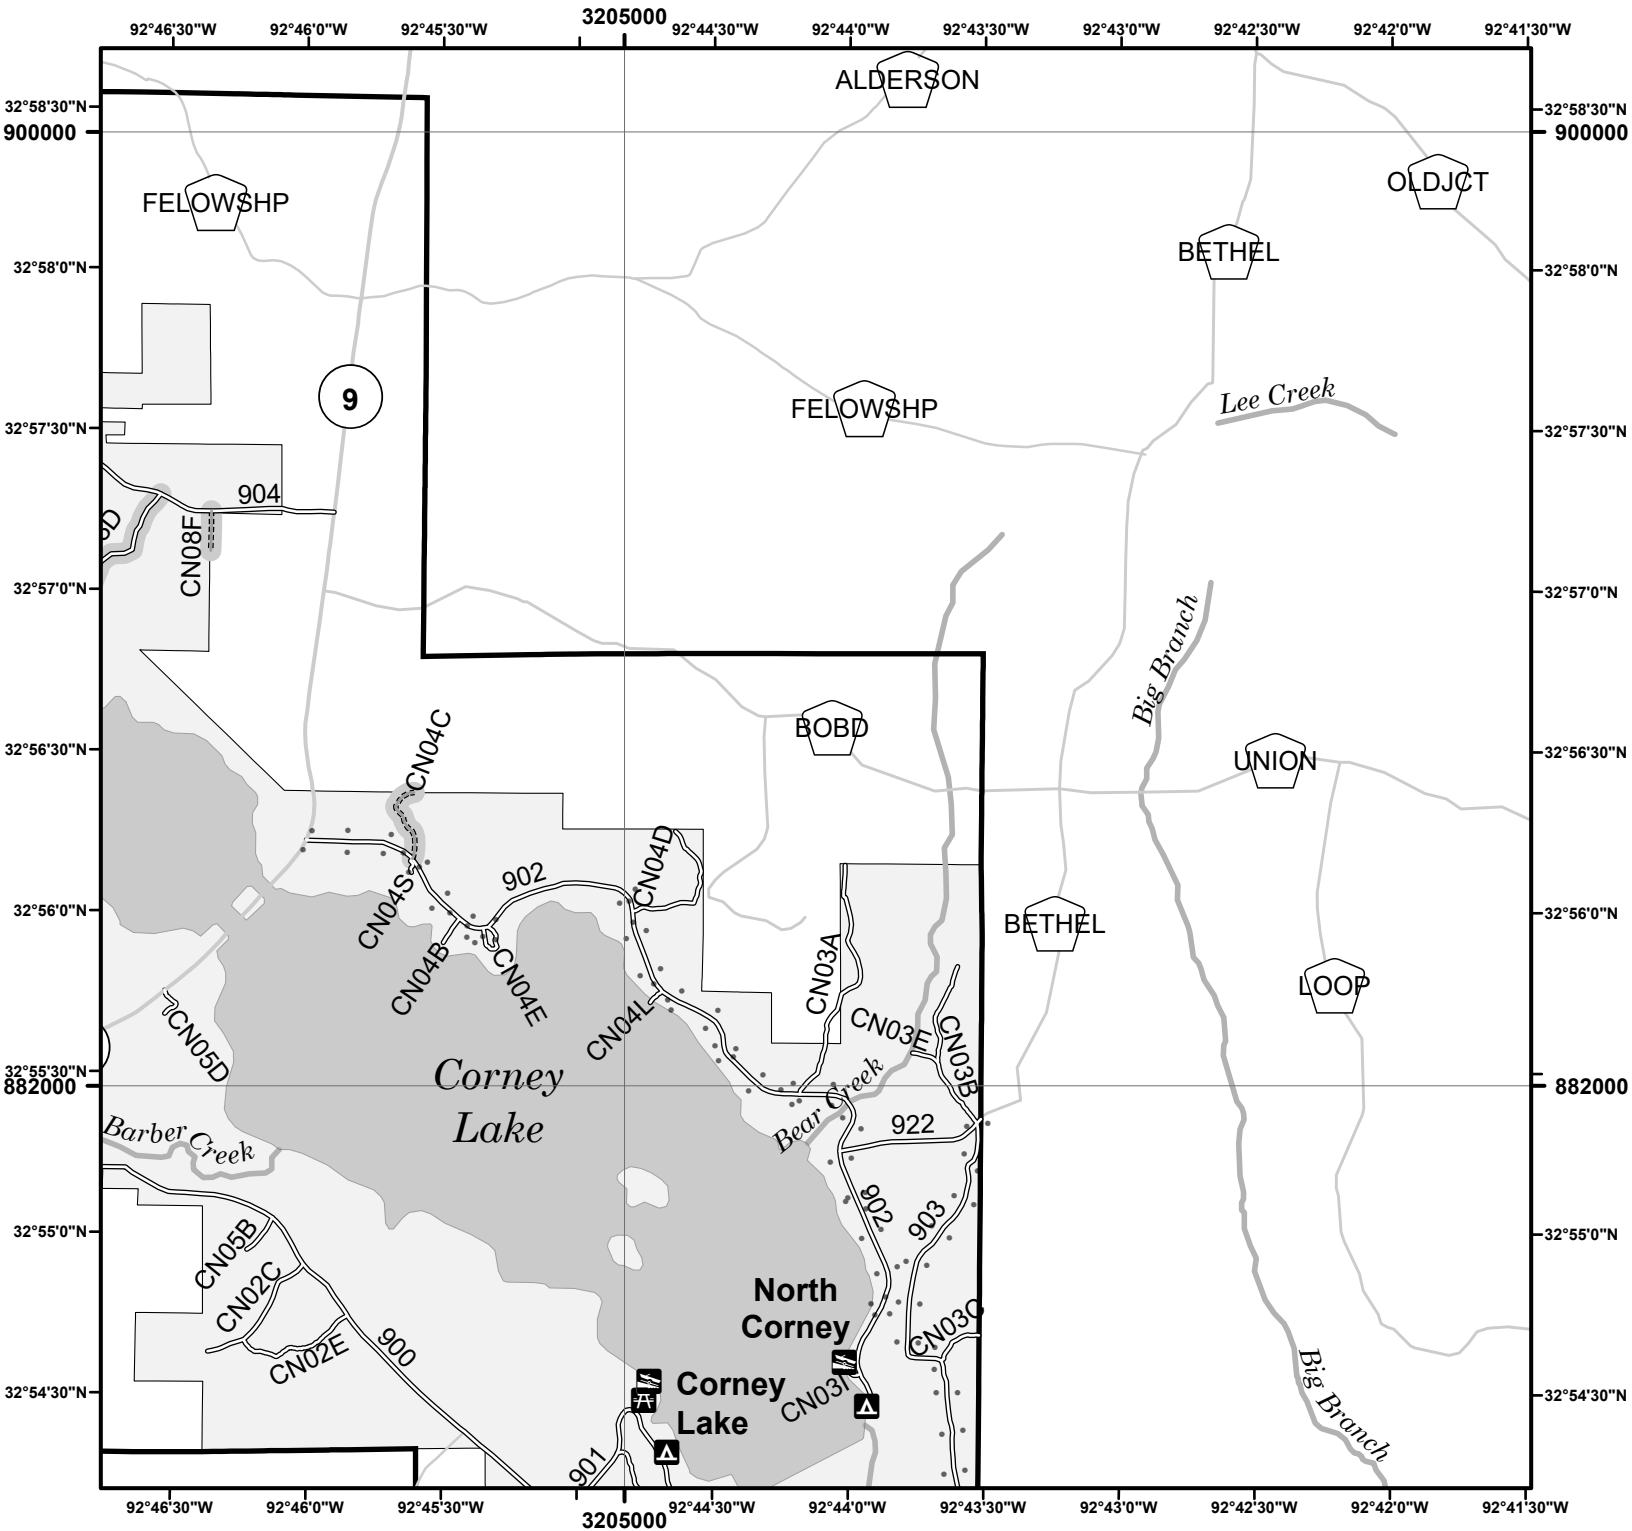 3205000
92°46'30"W 92°46'0"W 92°45'30"W 92°44'30"W 92°44'0"W 92°43'30"W 92°43'0"W 92°42'30"W 92°42'0"W 92°41'30"W
ALDERSON
32°58'30"N 32°58'30"N
900000 900000
OLDJCT
FELOWSHP
BETHEL
32°58'0"N 32°58'0"N
9
Lee Creek
FELOWSHP
32°57'30"N 32°57'30"N
904
CN08F
32°57'0"N 32°57'0"N
Big Branch
CN04C
BOBD
32°56'30"N 32°56'30"N
UNION
CN04D
902
CN04S
32°56'0"N 32°56'0"N
BETHEL
CN04B
CN04E
CN03A
LOOP
CN04L
CN03E
CN03B
CN05D
32°55'30"N
Corney
Lake
882000 882000
Bear Creek
Barber Creek
922
902
903
32°55'0"N 32°55'0"N
CN05B
CN02C
North
Corney
CN03C
CN02E
900
Corney
Lake
32°54'30"N 32°54'30"N
Big Branch
901
92°46'30"W 92°46'0"W 92°45'30"W 92°44'30"W 92°44'0"W 92°43'30"W 92°43'0"W 92°42'30"W 92°42'0"W 92°41'30"W
3205000